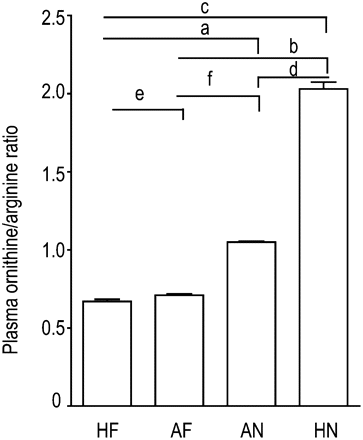 Plasma ornithine/arginine ratio
2.5
2.0
1.5
1.0
0.5
0
c
a
b
d
f
e
HF AF AN HN